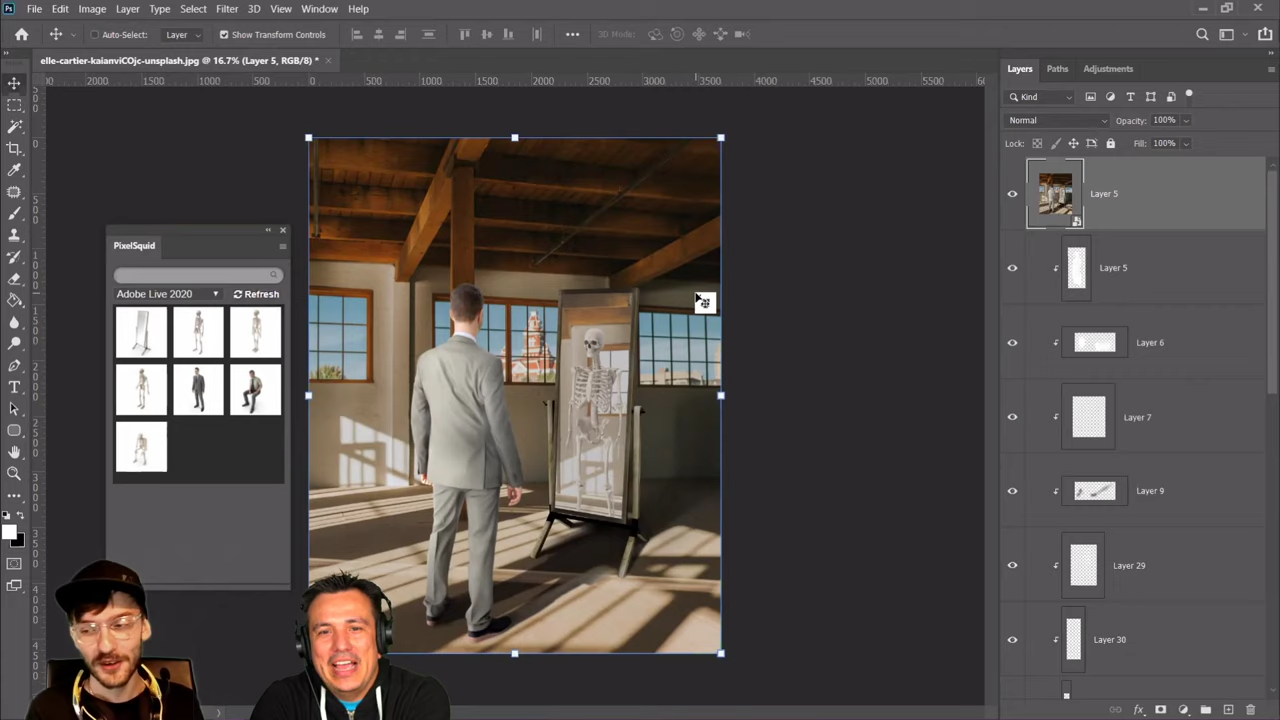 Ps File Edit Image Layer Type Select Filter 3D View Window Help
Auto-Select: Layer Show Transform Controls 3D Mode:
elle-cartier-kaianviCOjc-unsplash.jpg @ 16.7% (Layer 5, RGB/8) *
2000 1500 1000 500 0 500 1000 1500 2000 2500 3000 3500 4000 4500 5000 5500
Layers Paths Adjustments
Kind
Normal Opacity: 100%
Lock: Fill: 100%
Layer 5
PixelSquid
Layer 5
Adobe Live 2020 Refresh
Layer 6
Layer 7
Layer 9
Layer 29
Layer 30